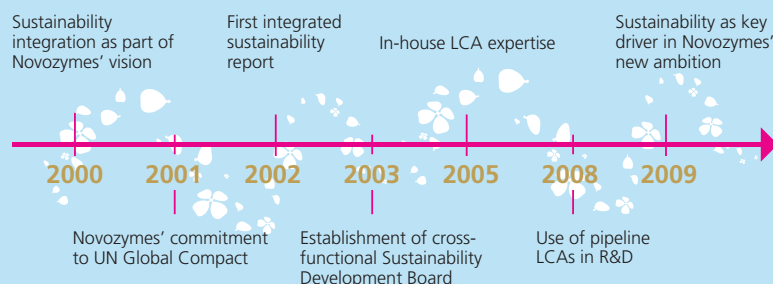 Sustainability
integration as part of
Novozymes’ vision
First integrated
sustainability
report
In-house LCA expertise
Sustainability as key
driver in Novozymes’
new ambition
2000
2001
2002
2003
2005
2008
2009
Novozymes’ commitment
to UN Global Compact
Establishment of cross-
functional Sustainability
Development Board
Use of pipeline
LCAs in R&D